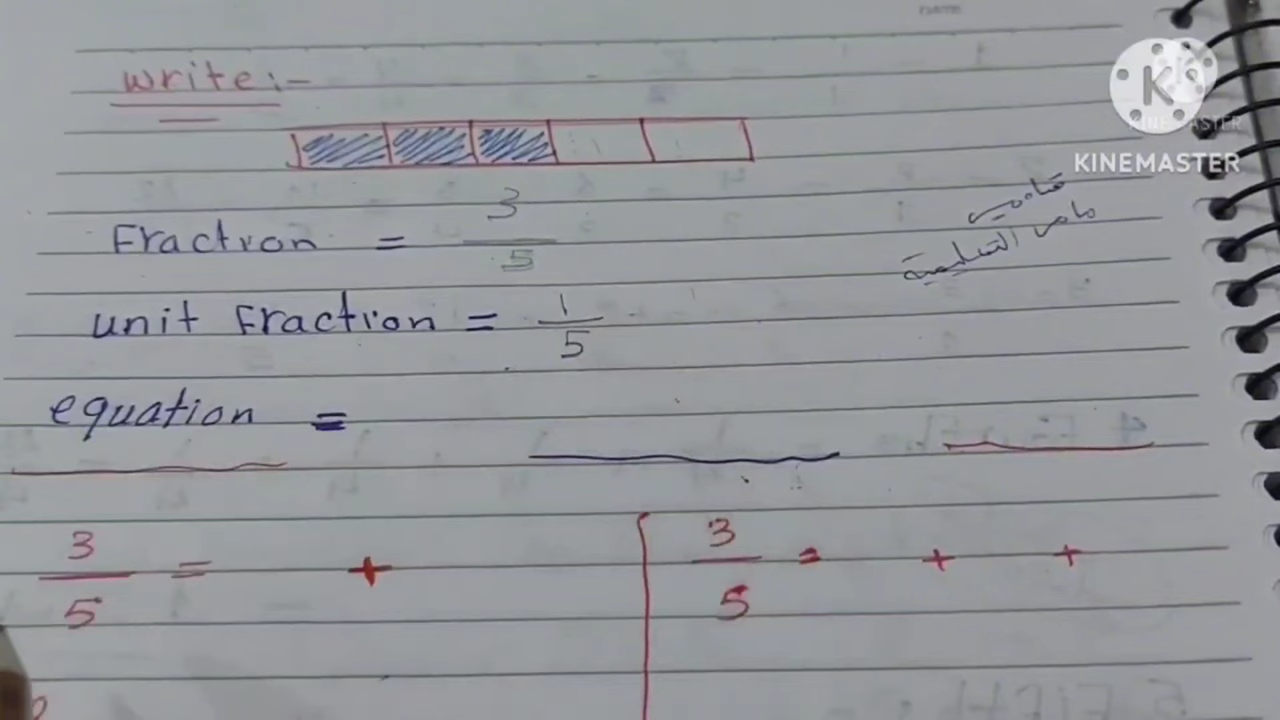 write:-
KINEMASTER
Fraction = 3/5
unit Fraction = 1/5
equation =
3/5 = +
3/5 = + +